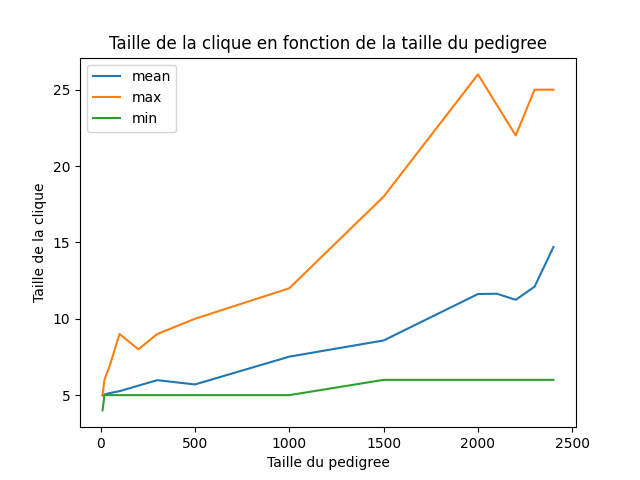 Taille de la clique en fonction de la taille du pedigree
mean
max
min
25
20
15
10
5
Taille de la clique
0
500
1000
1500
2000
2500
Taille du pedigree